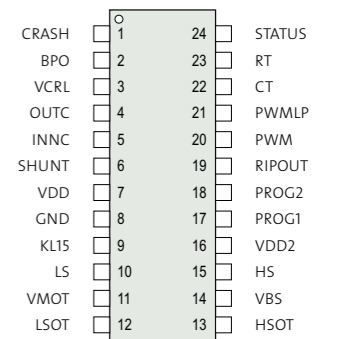 CRASH 1 24 STATUS
BPO 2 23 RT
VCRL 3 22 CT
OUTC 4 21 PWMLP
INNC 5 20 PWM
SHUNT 6 19 RIPOUT
VDD 7 18 PROG2
GND 8 17 PROG1
KL15 9 16 VDD2
LS 10 15 HS
VMOT 11 14 VBS
LSOT 12 13 HSOT